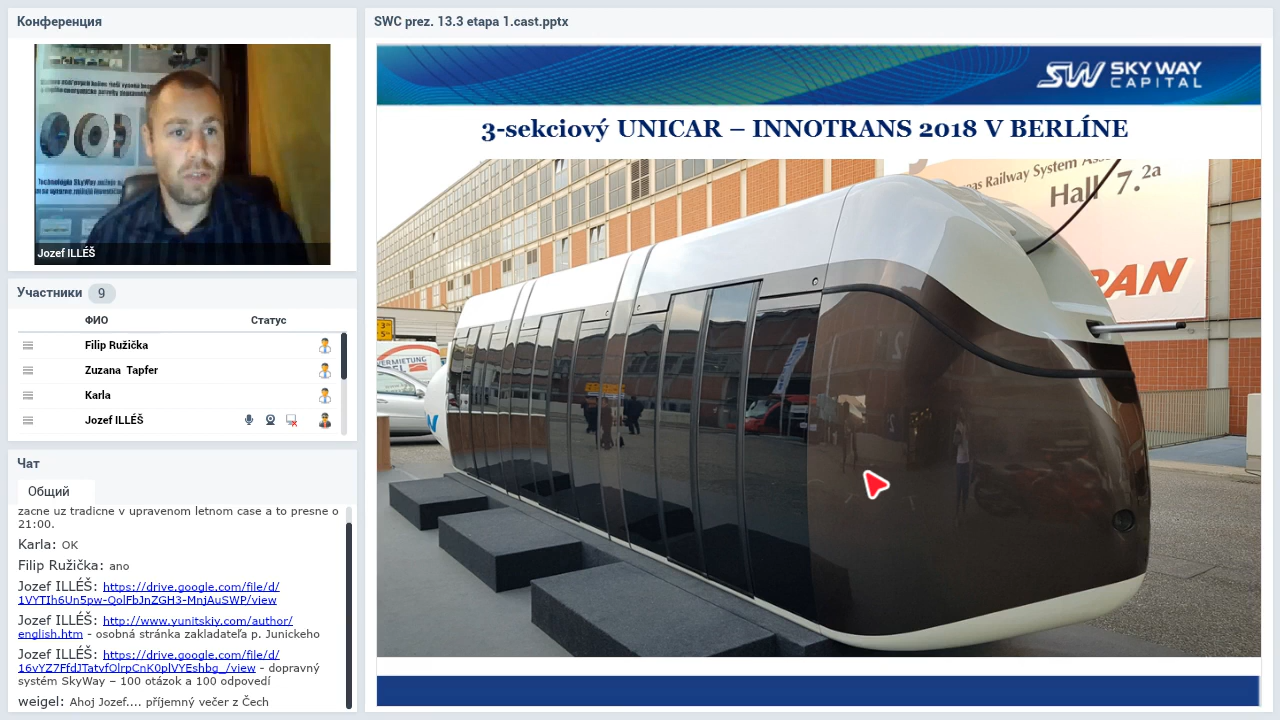 Конференция
Jozef ILLÉŠ
Участники 9
ФИО Статус
Filip Ružička
Zuzana Tapfer
Karla
Jozef ILLÉŠ
Чат
Общий
zacne uz tradicne v upravenom letnom case a to presne o
21:00.
Karla: OK
Filip Ružička: ano
Jozef ILLÉŠ: https://drive.google.com/file/d/
1VYTIh6Un5pw-QolFbJnZGH3-MnjAuSWP/view
Jozef ILLÉŠ: http://www.yunitskiy.com/author/
english.htm - osobná stránka zakladateľa p. Junickeho
Jozef ILLÉŠ: https://drive.google.com/file/d/
16vYZ7FfdJTatvfOlrpCnK0plVYEshbg_/view - dopravný
systém SkyWay – 100 otázok a 100 odpovedí
weigel: Ahoj Jozef.... příjemný večer z Čech
SWC prez. 13.3 etapa 1.cast.pptx
SW SKY WAY
CAPITAL
3-sekciový UNICAR – INNOTRANS 2018 V BERLÍNE
Railway System
Hall 7.2a
PAN
VERMIETUNG